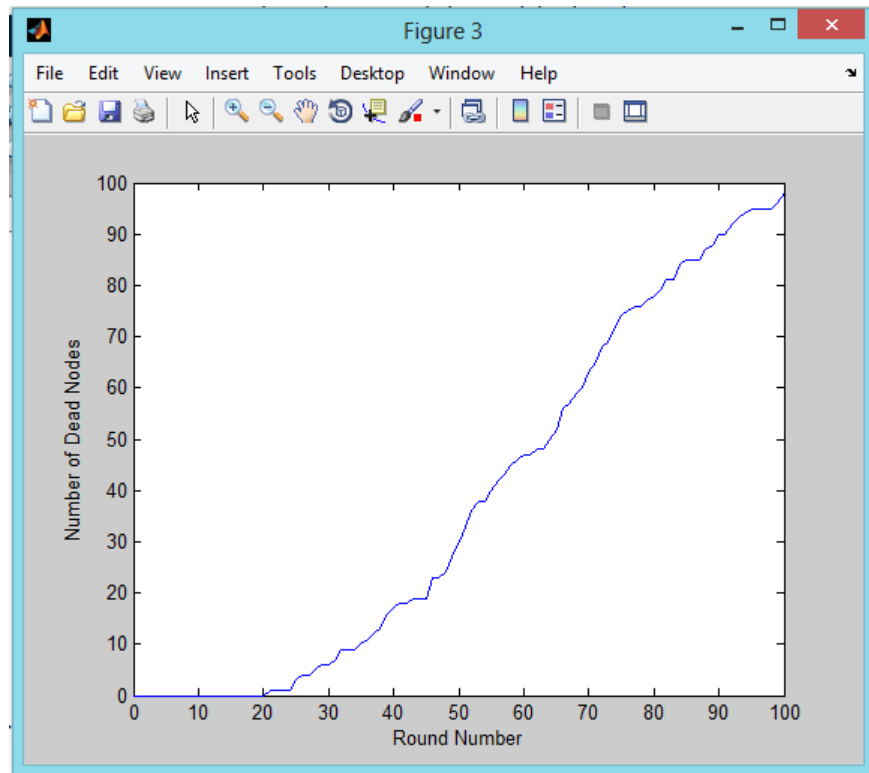 Figure 3
File Edit View Insert Tools Desktop Window Help
100
90
80
70
60
50
40
30
20
10
0
Number of Dead Nodes
0 10 20 30 40 50 60 70 80 90 100
Round Number